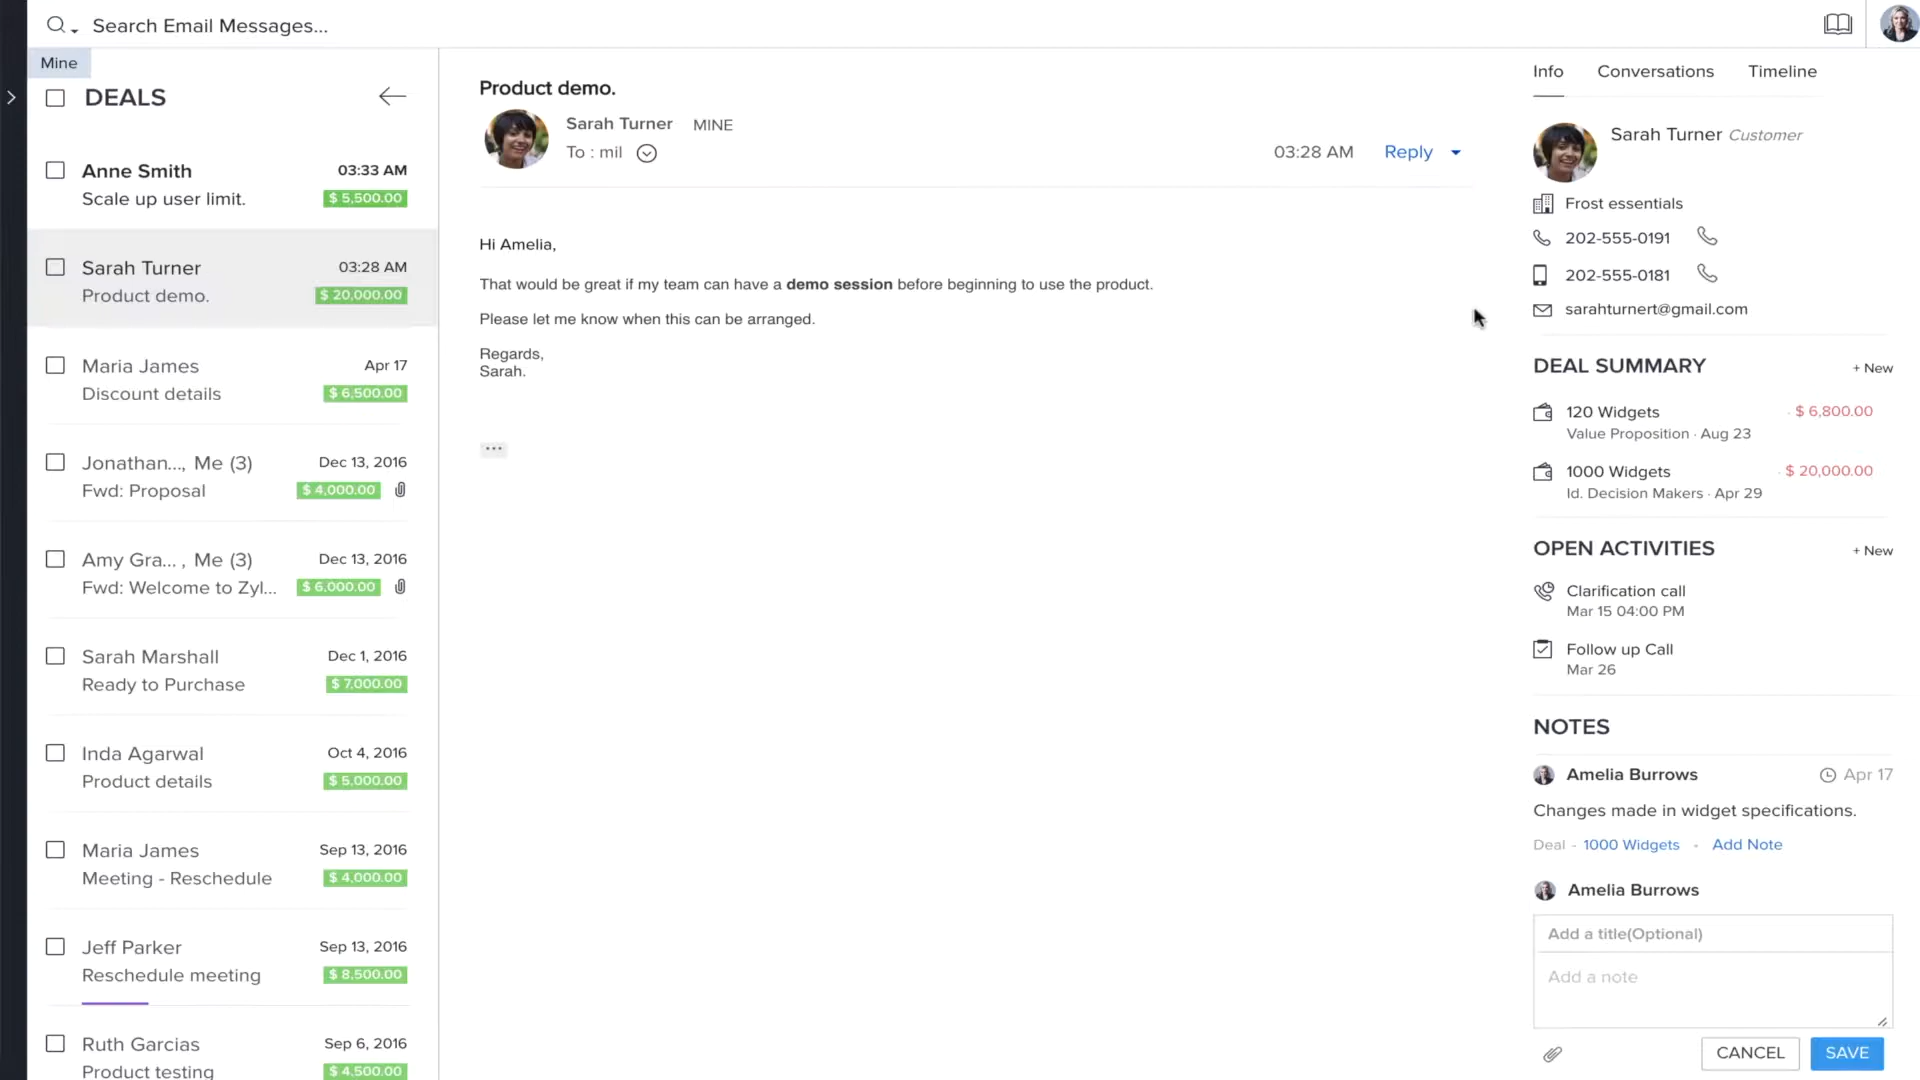 Search Email Messages...
Mine
DEALS
Anne Smith 03:33 AM
Scale up user limit. $ 5,500.00
Sarah Turner 03:28 AM
Product demo. $ 20,000.00
Maria James Apr 17
Discount details $ 6,500.00
Jonathan..., Me (3) Dec 13, 2016
Fwd: Proposal $ 4,000.00
Amy Gra... , Me (3) Dec 13, 2016
Fwd: Welcome to Zyl... $ 6,000.00
Sarah Marshall Dec 1, 2016
Ready to Purchase $ 7,000.00
Inda Agarwal Oct 4, 2016
Product details $ 5,000.00
Maria James Sep 13, 2016
Meeting - Reschedule $ 4,000.00
Jeff Parker Sep 13, 2016
Reschedule meeting $ 8,500.00
Ruth Garcias Sep 6, 2016
Product testing $ 4,500.00
Product demo.
Sarah Turner MINE
To : mil
03:28 AM Reply
Hi Amelia,
That would be great if my team can have a demo session before beginning to use the product.
Please let me know when this can be arranged.
Regards,
Sarah.
...
Info Conversations Timeline
Sarah Turner Customer
Frost essentials
202-555-0191
202-555-0181
sarahturnert@gmail.com
DEAL SUMMARY + New
120 Widgets $ 6,800.00
Value Proposition · Aug 23
1000 Widgets $ 20,000.00
Id. Decision Makers · Apr 29
OPEN ACTIVITIES + New
Clarification call
Mar 15 04:00 PM
Follow up Call
Mar 26
NOTES
Amelia Burrows Apr 17
Changes made in widget specifications.
Deal - 1000 Widgets - Add Note
Amelia Burrows
Add a title(Optional)
Add a note
CANCEL SAVE